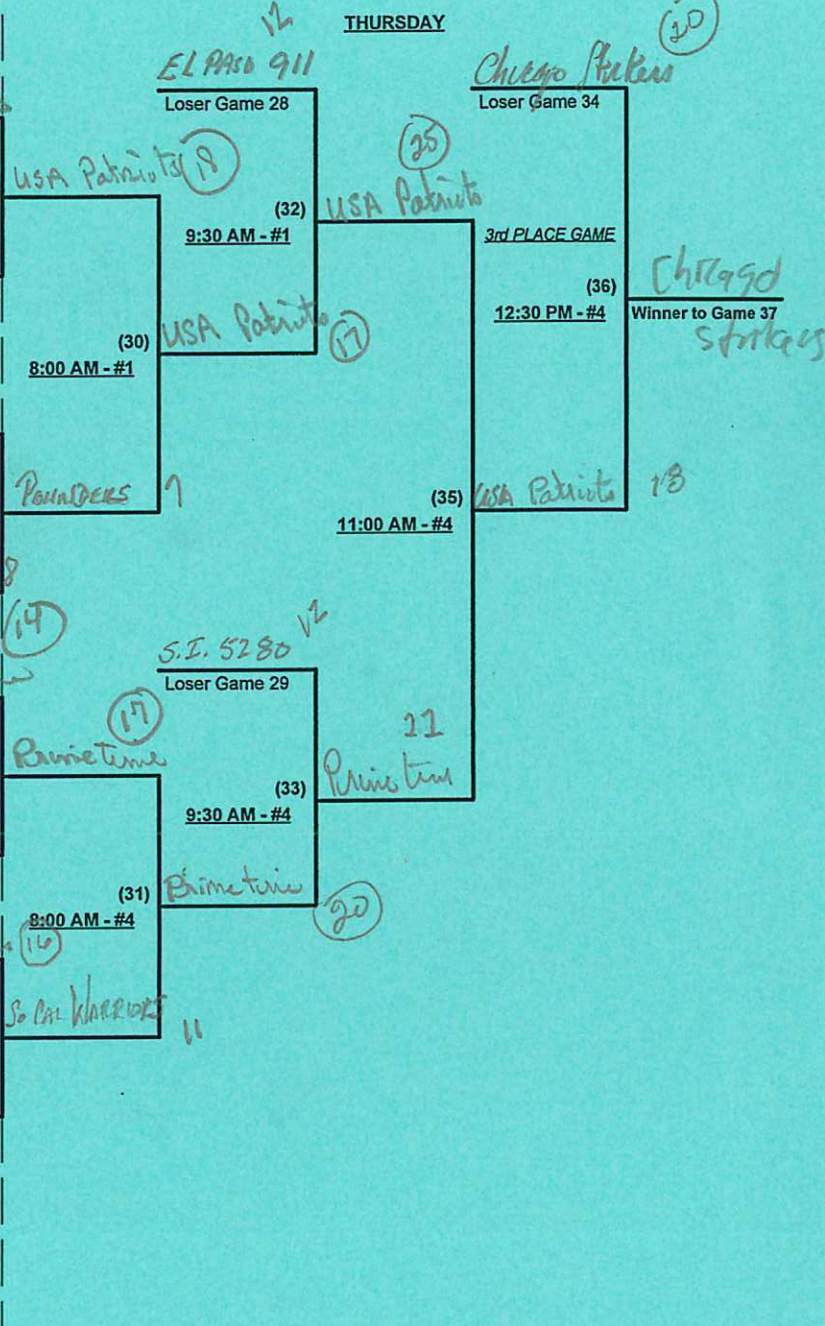 12
THURSDAY
20
EL PASO 911
Chicago Strikers
Loser Game 28
Loser Game 34
25
USA Patriots 18
(32)
USA Patriots
9:30 AM - #1
3rd PLACE GAME
(36)
Chicago
12:30 PM - #4
Winner to Game 37
Strikers
(30)
USA Patriots
17
8:00 AM - #1
POUNDERS 7
(35)
USA Patriots 18
11:00 AM - #4
8
14
S.I. 5280 12
Loser Game 29
17
11
Primetime
(33)
Prime time
9:30 AM - #4
(31)
Primetime
8:00 AM - #4
20
16
So CAL WARRIORS
11